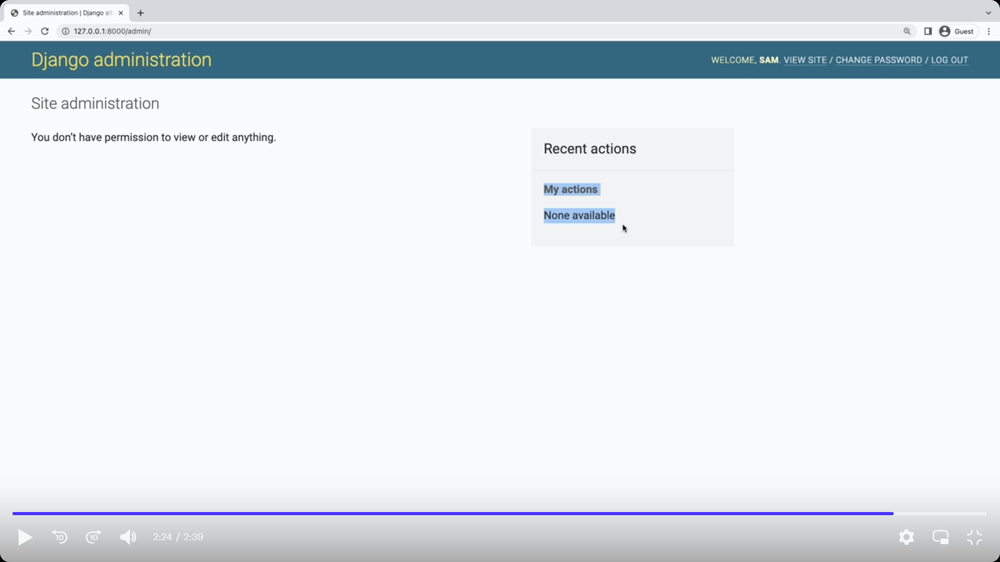 Site administration | Django sit
127.0.0.1:8000/admin/
Guest
Django administration
WELCOME, SAM. VIEW SITE / CHANGE PASSWORD / LOG OUT
Site administration
You don’t have permission to view or edit anything.
Recent actions
My actions
None available
10
10
2:24 / 2:39